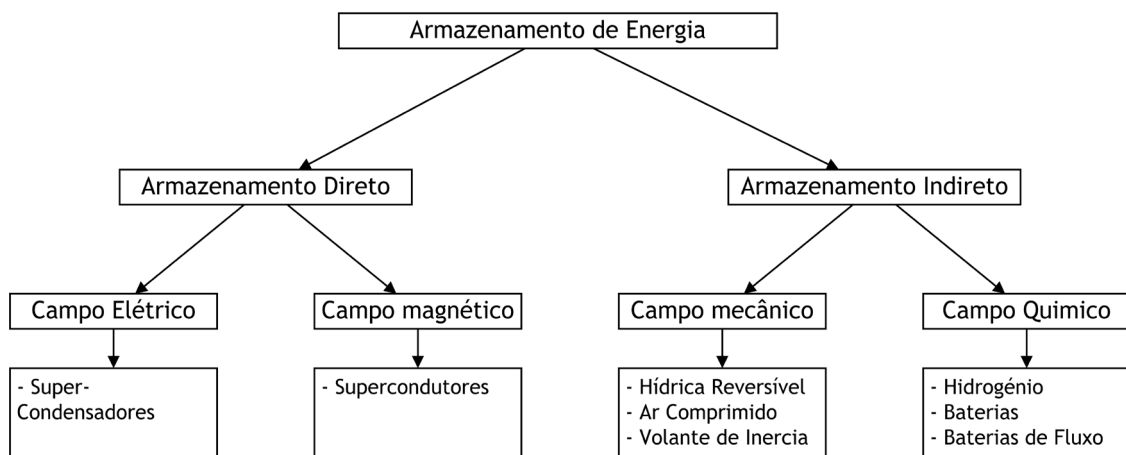 Armazenamento de Energia
Armazenamento Direto
Armazenamento Indireto
Campo Elétrico
Campo magnético
Campo mecânico
Campo Quimico
- Super-
Condensadores
- Supercondutores
- Hídrica Reversível
- Ar Comprimido
- Volante de Inercia
- Hidrogénio
- Baterias
- Baterias de Fluxo